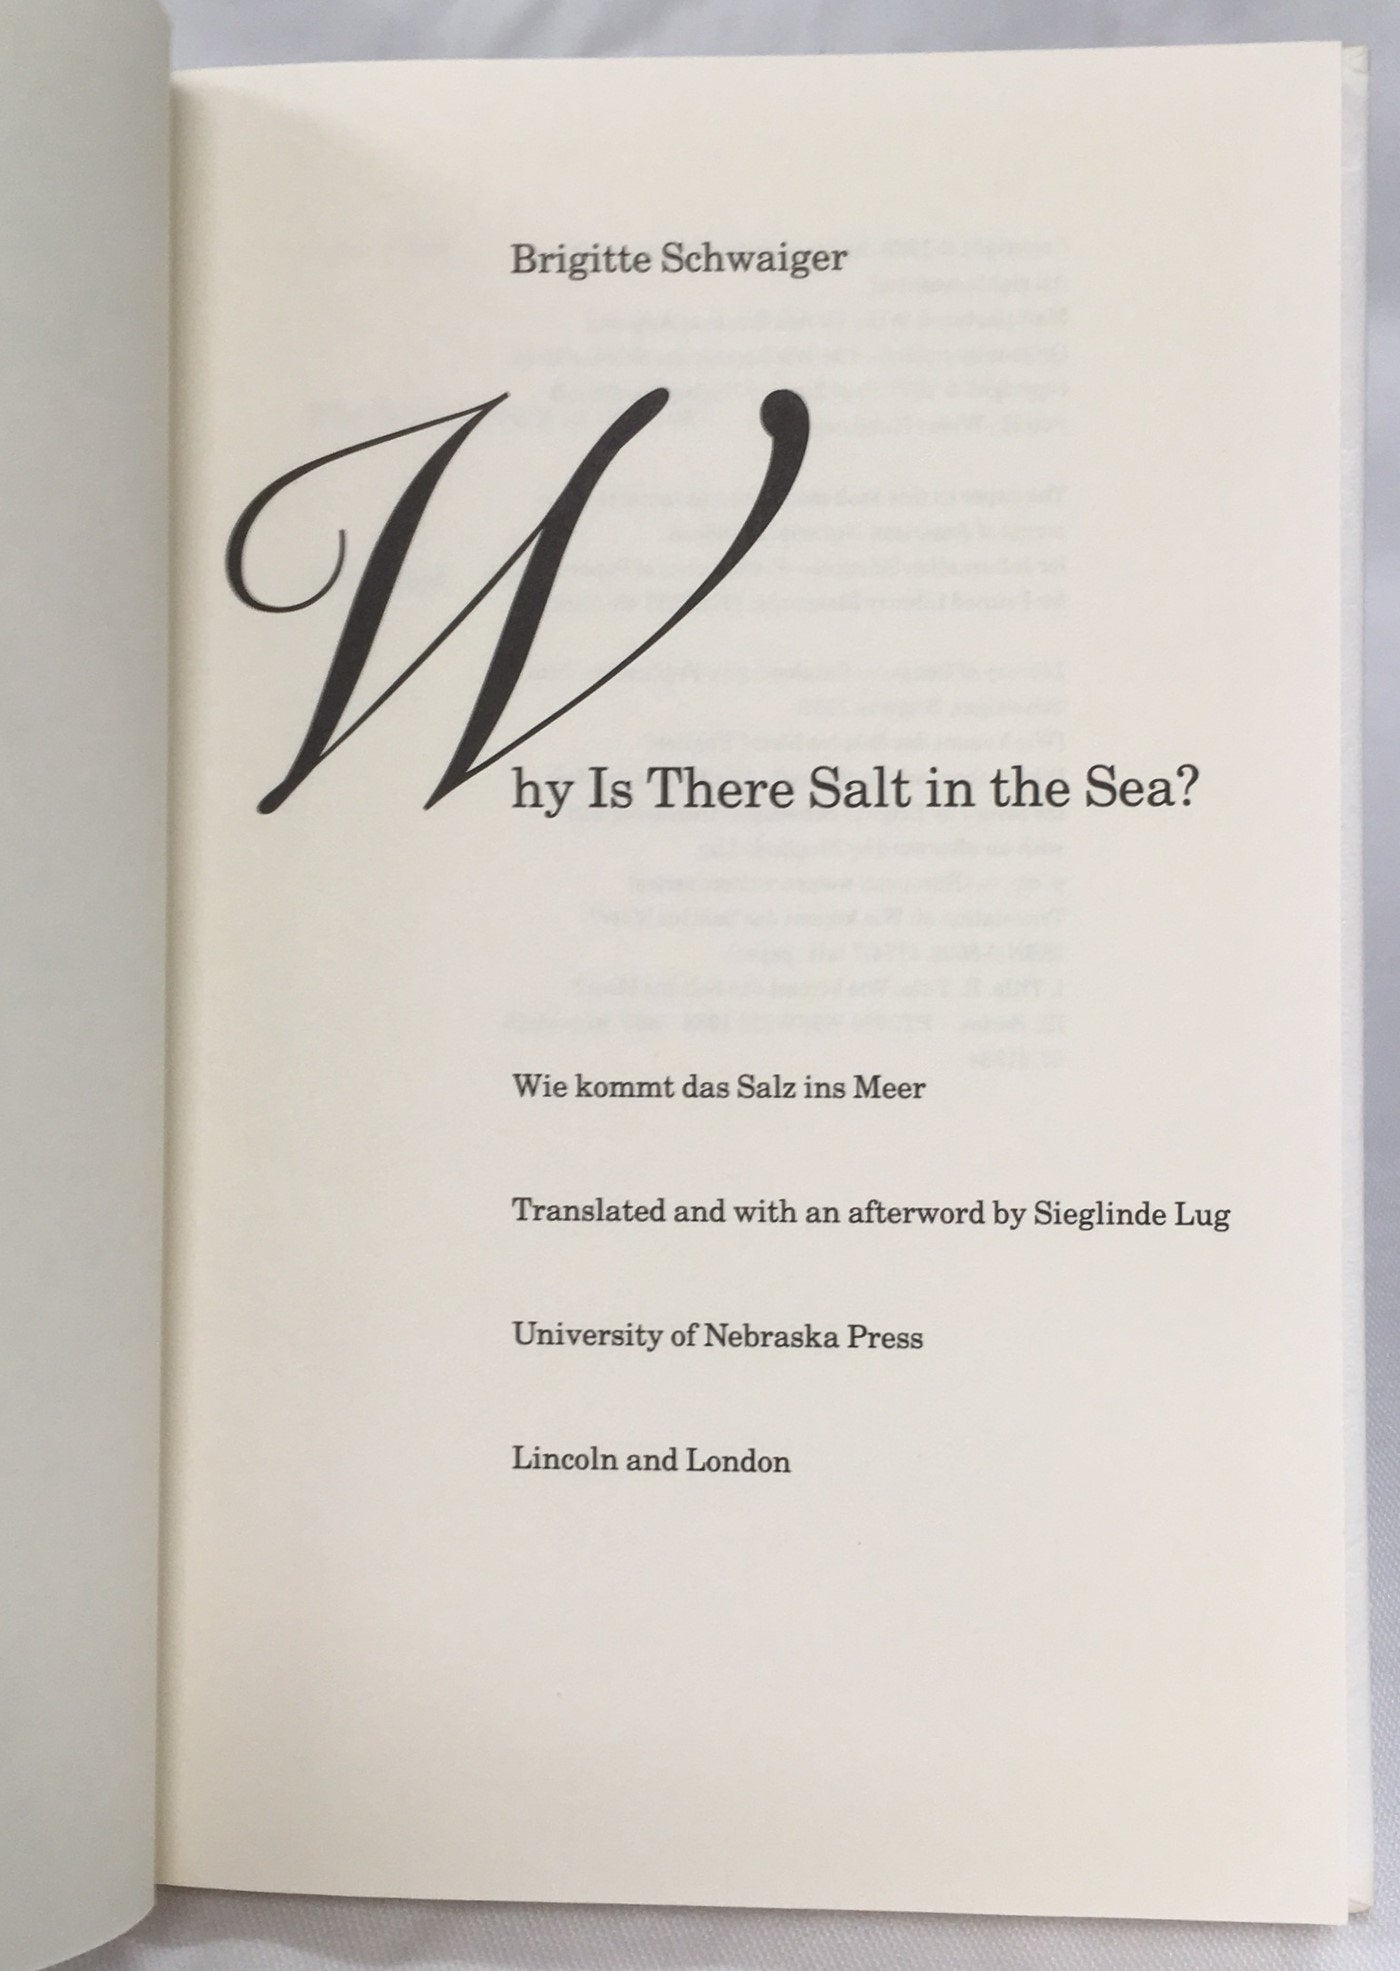 Brigitte Schwaiger
Why Is There Salt in the Sea?
Wie kommt das Salz ins Meer
Translated and with an afterword by Sieglinde Lug
University of Nebraska Press
Lincoln and London